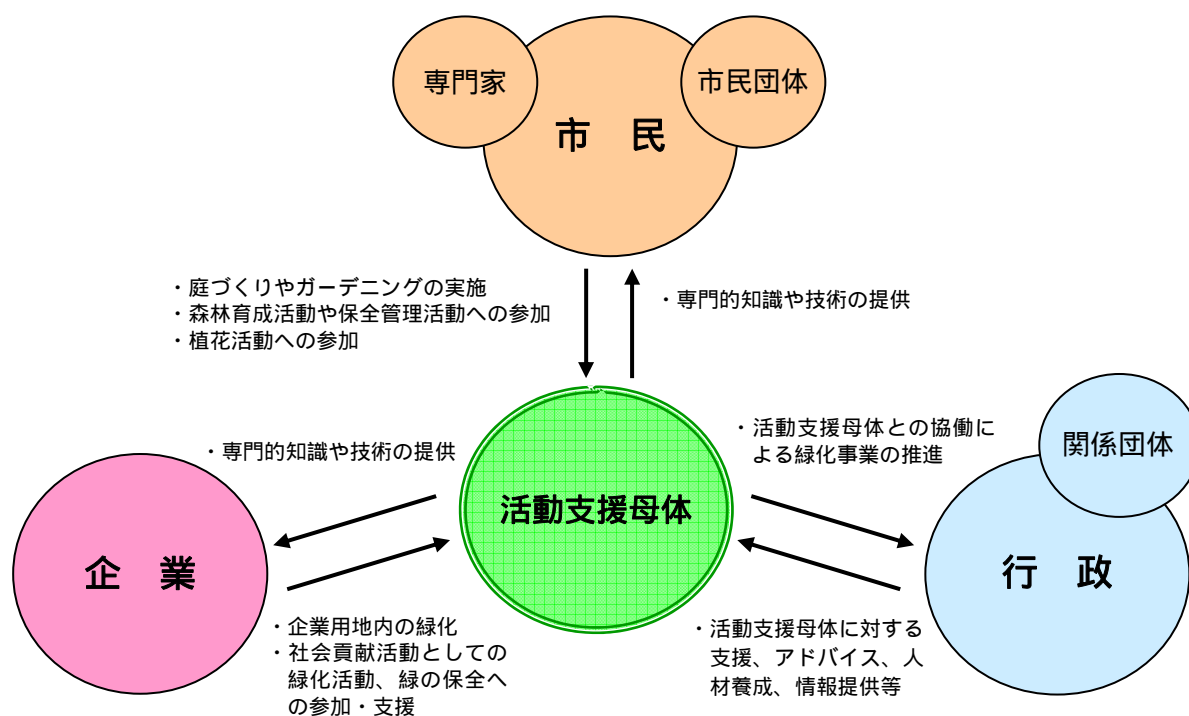 専門家
市民団体
市　民
・庭づくりやガーデニングの実施
・森林育成活動や保全管理活動への参加
・植花活動への参加
・専門的知識や技術の提供
・専門的知識や技術の提供
・活動支援母体との協働に
よる緑化事業の推進
関係団体
活動支援母体
企　業
行　政
・企業用地内の緑化
・社会貢献活動としての
緑化活動、緑の保全へ
の参加・支援
・活動支援母体に対する
支援、アドバイス、人
材養成、情報提供等